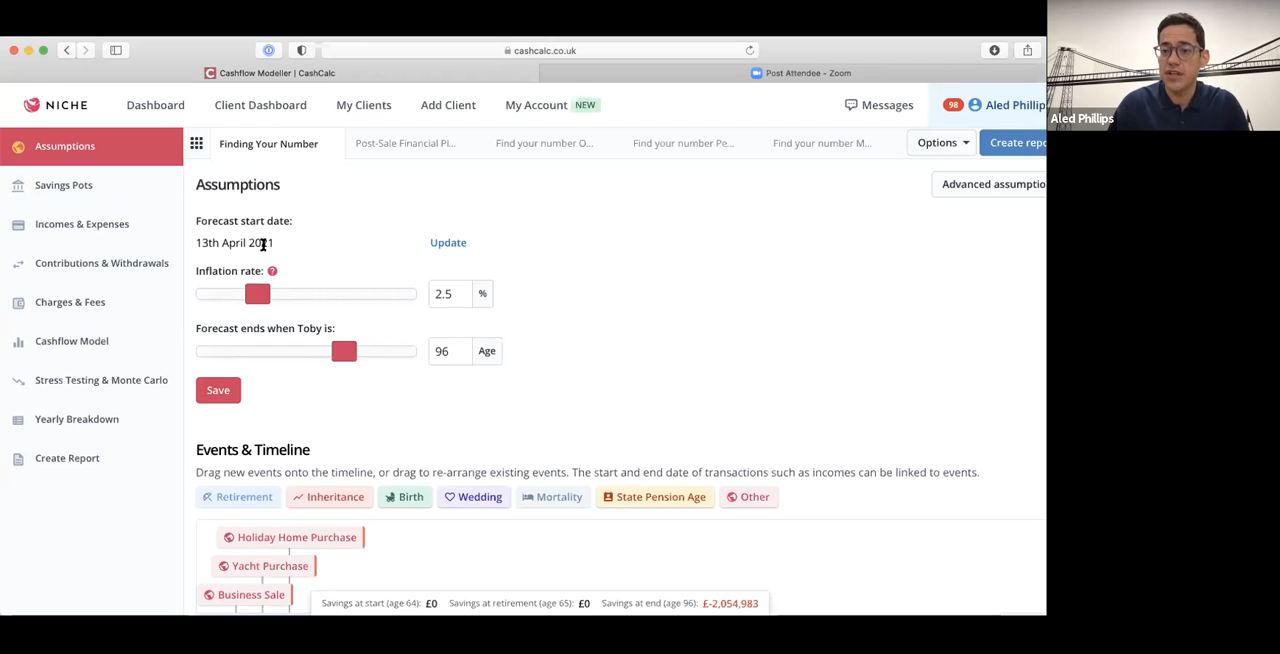 cashcalc.co.uk
Cashflow Modeller | CashCalc
Post Attendee - Zoom
NICHE
Dashboard
Client Dashboard
My Clients
Add Client
My Account NEW
Messages
98 Aled Phillip
Aled Phillips
Assumptions
Savings Pots
Incomes & Expenses
Contributions & Withdrawals
Charges & Fees
Cashflow Model
Stress Testing & Monte Carlo
Yearly Breakdown
Create Report
Finding Your Number
Post-Sale Financial Pl...
Find your number O...
Find your number Pe...
Find your number M...
Options
Create repo
Assumptions
Advanced assumptio
Forecast start date:
13th April 2021
Update
Inflation rate: ?
2.5 %
Forecast ends when Toby is:
96 Age
Save
Events & Timeline
Drag new events onto the timeline, or drag to re-arrange existing events. The start and end date of transactions such as incomes can be linked to events.
Retirement
Inheritance
Birth
Wedding
Mortality
State Pension Age
Other
Holiday Home Purchase
Yacht Purchase
Business Sale
Savings at start (age 64): £0 Savings at retirement (age 65): £0 Savings at end (age 96): £-2,054,983